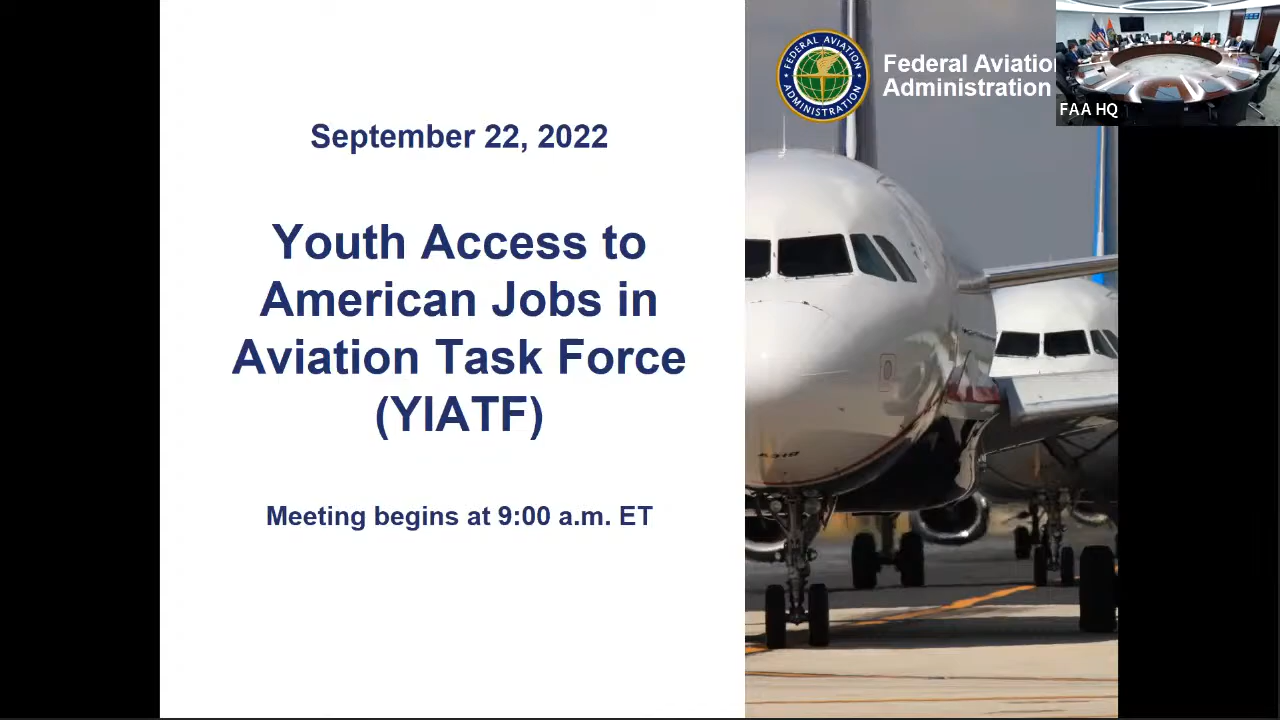 September 22, 2022
Youth Access to
American Jobs in
Aviation Task Force
(YIATF)
Meeting begins at 9:00 a.m. ET
FEDERAL AVIATION
ADMINISTRATION
Federal Aviation
Administration
FAA HQ